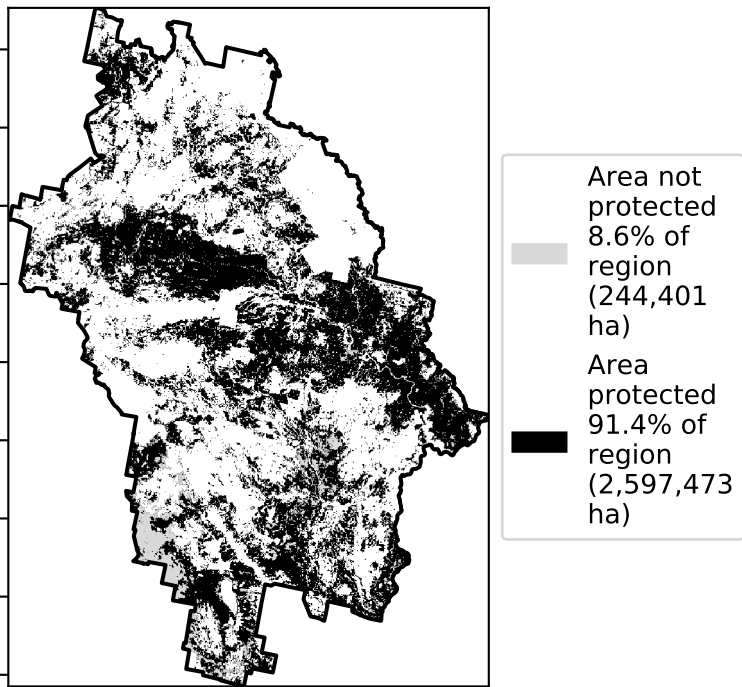 Area not
protected
8.6% of
region
(244,401
ha)
Area
protected
91.4% of
region
(2,597,473
ha)